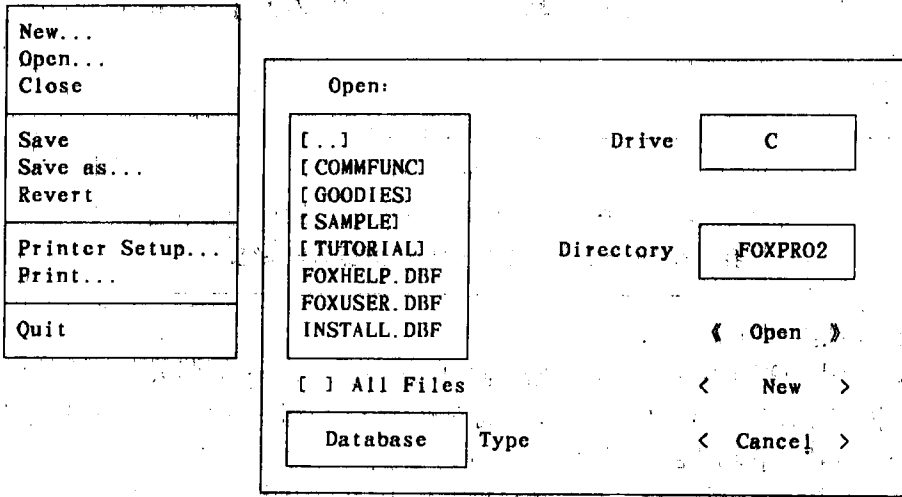 New...
Open...
Close
Save
Save as...
Revert
Printer Setup...
Print...
Quit
Open:
[..]
[COMMFUNC]
[GOODIES]
[SAMPLE]
[TUTORIAL]
FOXHELP.DBF
FOXUSER.DBF
INSTALL.DBF
[ ] All Files
Database Type
Drive C
Directory FOXPRO2
《 Open 》
< New >
< Cancel >